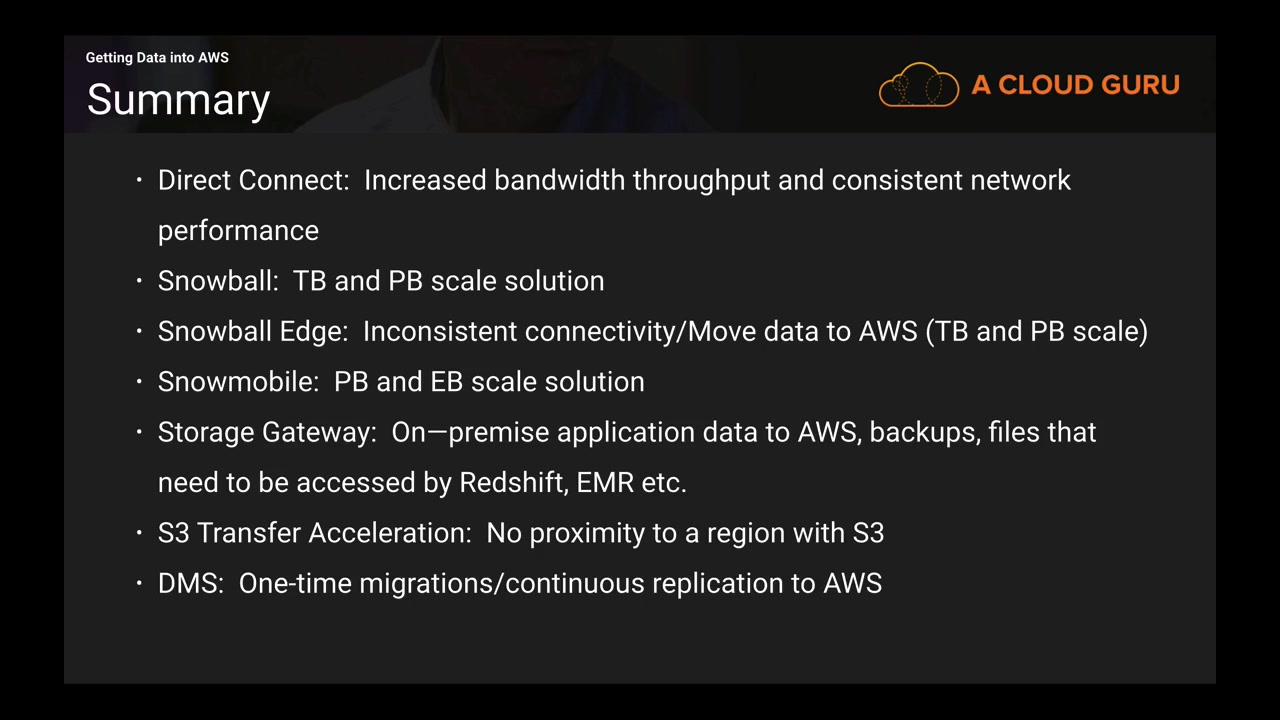 Getting Data into AWS
Summary
A CLOUD GURU
· Direct Connect: Increased bandwidth throughput and consistent network
performance
· Snowball: TB and PB scale solution
· Snowball Edge: Inconsistent connectivity/Move data to AWS (TB and PB scale)
· Snowmobile: PB and EB scale solution
· Storage Gateway: On—premise application data to AWS, backups, files that
need to be accessed by Redshift, EMR etc.
· S3 Transfer Acceleration: No proximity to a region with S3
· DMS: One-time migrations/continuous replication to AWS